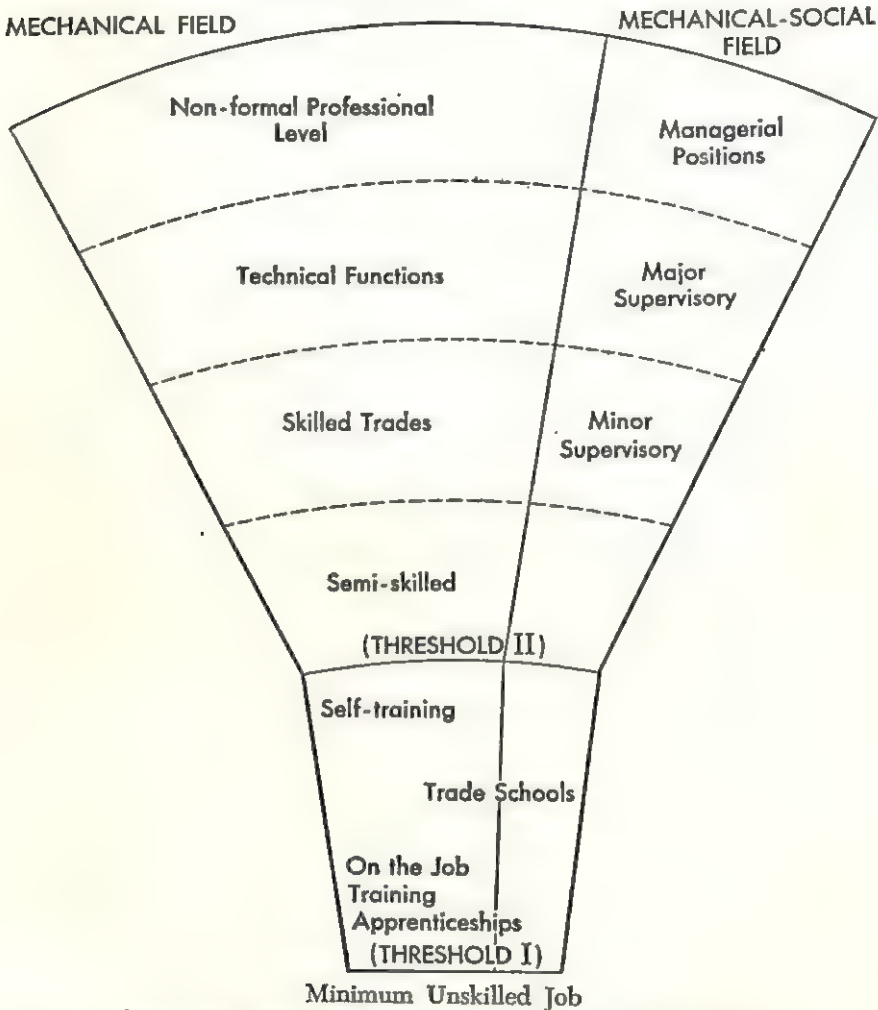 MECHANICAL FIELD
MECHANICAL-SOCIAL
FIELD
Non-formal Professional
Level
Managerial
Positions
Technical Functions
Major
Supervisory
Skilled Trades
Minor
Supervisory
Semi-skilled
(THRESHOLD II)
Self-training
Trade Schools
On the Job
Training
Apprenticeships
(THRESHOLD I)
Minimum Unskilled Job